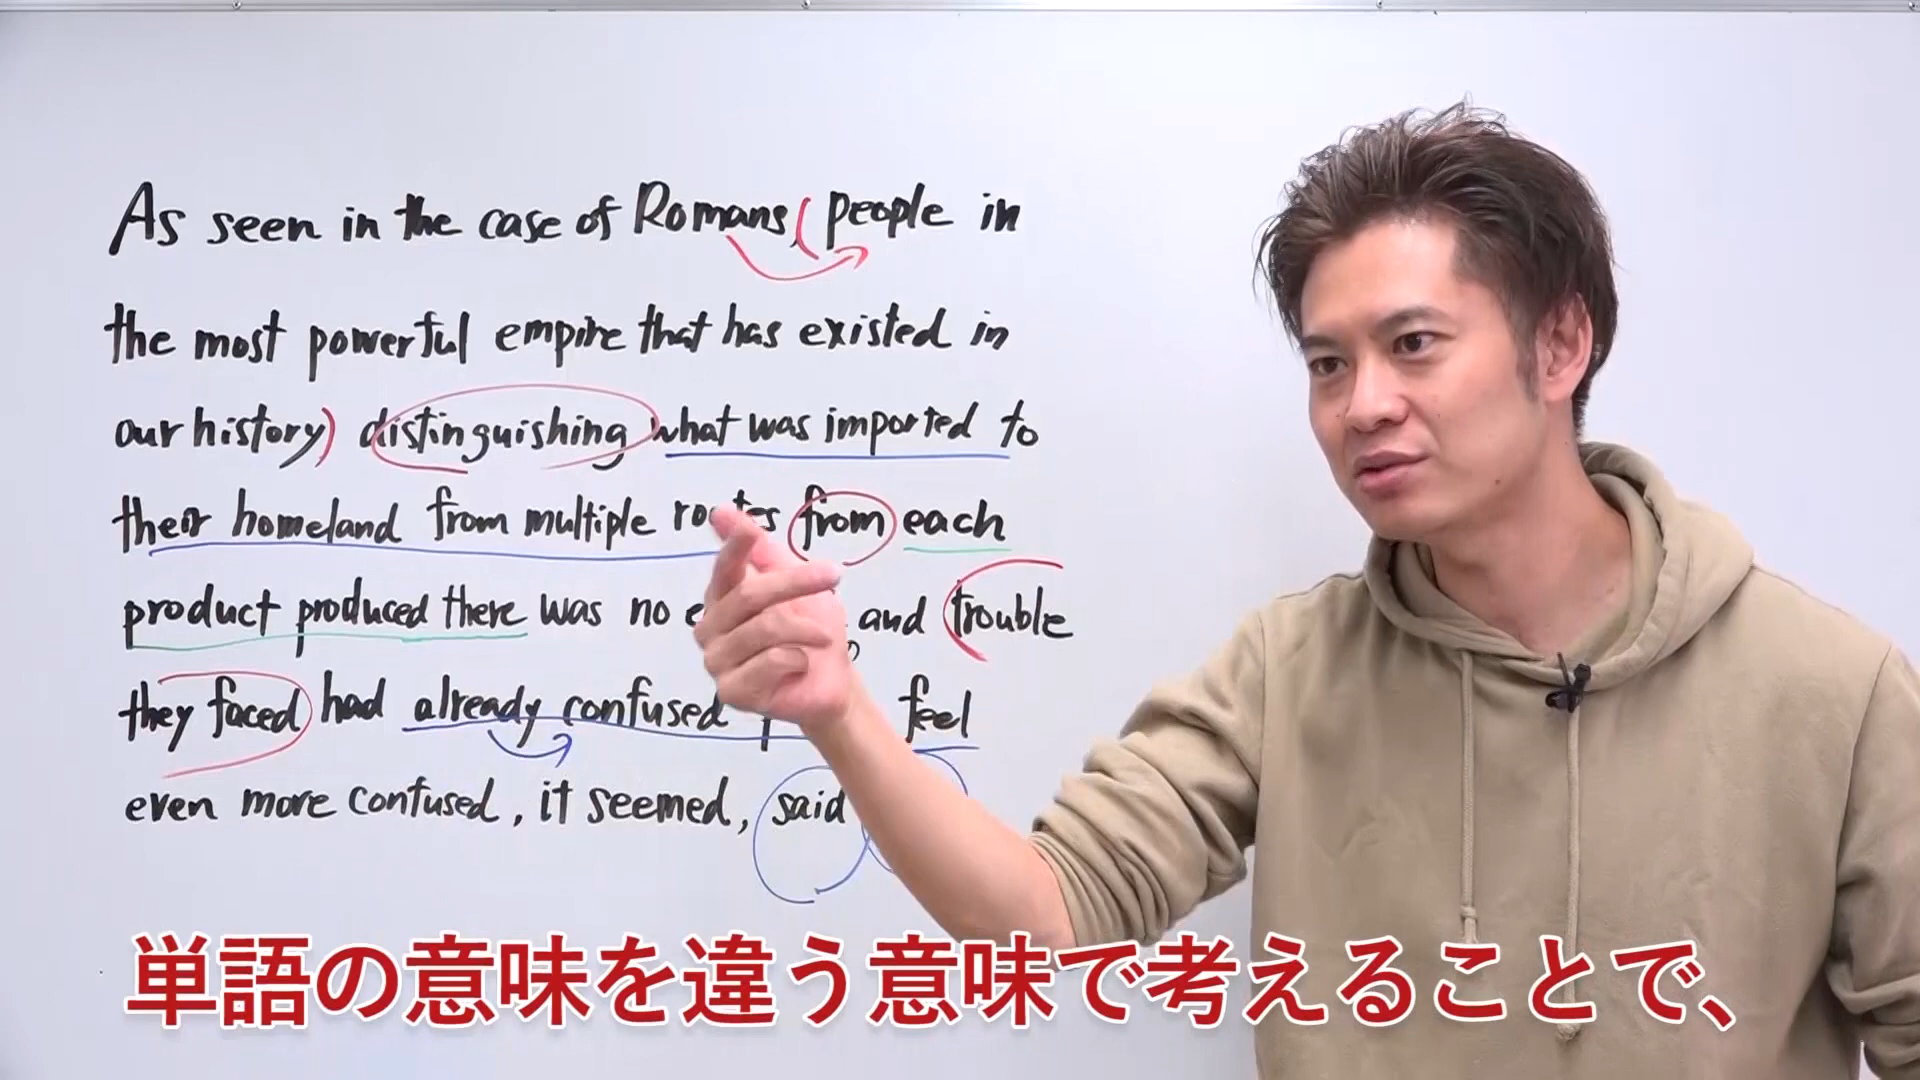 As seen in the case of Romans, people in
the most powerful empire that has existed in
our history, distinguishing what was imported to
their homeland from multiple routes from each
product produced there was no and trouble
they faced had already confused feel
even more confused, it seemed, said
単語の意味を違う意味で考えることで、